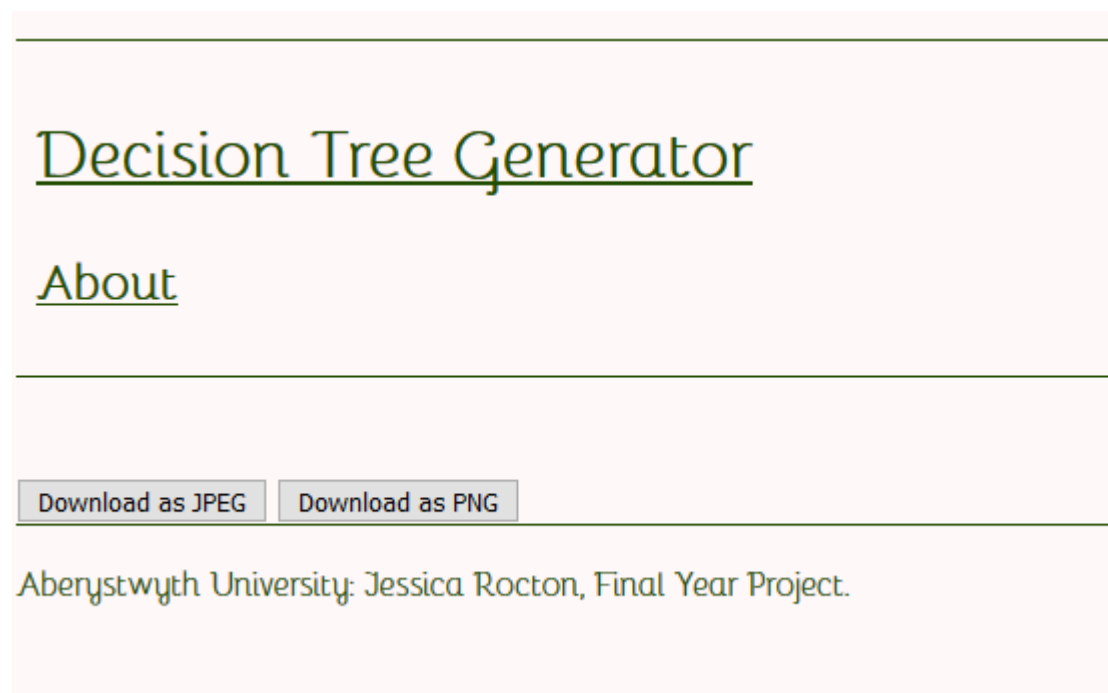 Decision Tree Generator
About
Download as JPEG Download as PNG
Aberystwyth University: Jessica Rocton, Final Year Project.